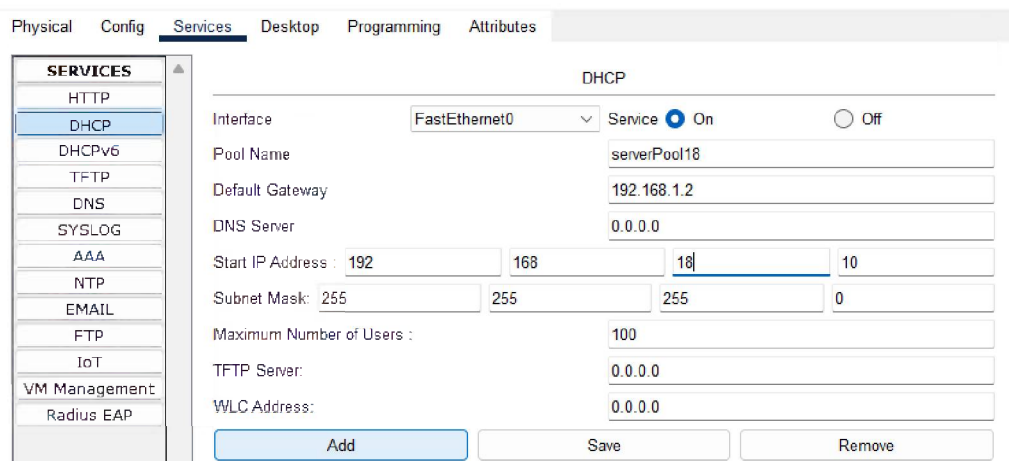 Physical Config Services Desktop Programming Attributes
SERVICES
HTTP
DHCP
DHCPv6
TFTP
DNS
SYSLOG
AAA
NTP
EMAIL
FTP
IoT
VM Management
Radius EAP
DHCP
Interface FastEthernet0 Service On Off
Pool Name serverPool18
Default Gateway 192.168.1.2
DNS Server 0.0.0.0
Start IP Address : 192 168 18 10
Subnet Mask: 255 255 255 0
Maximum Number of Users : 100
TFTP Server: 0.0.0.0
WLC Address: 0.0.0.0
Add Save Remove